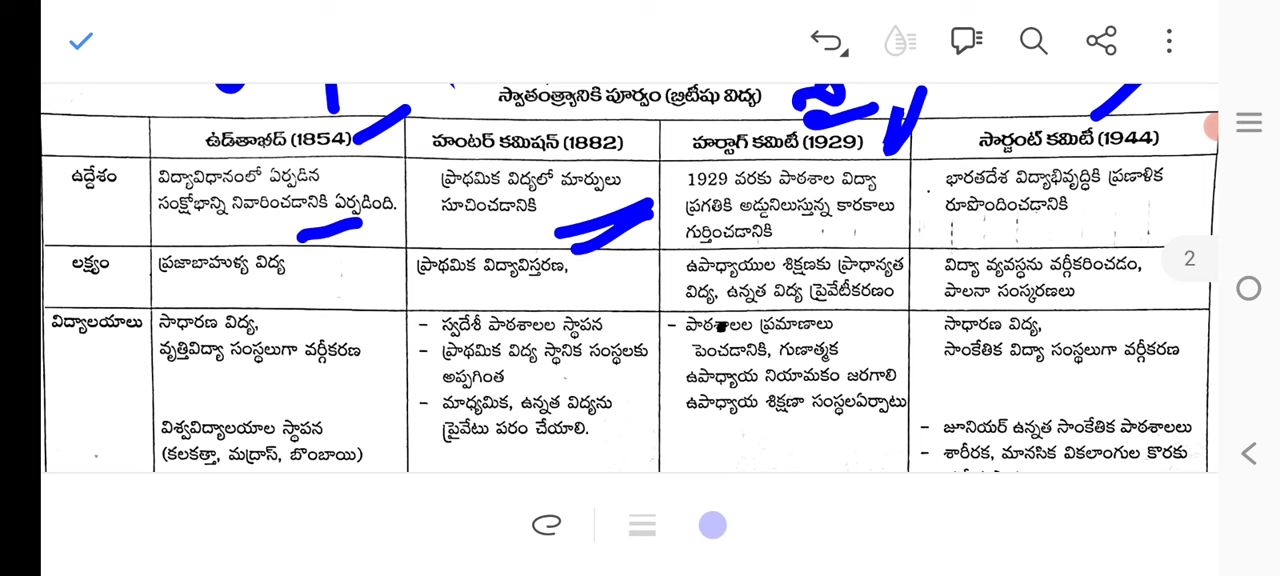 స్వాతంత్ర్యానికి పూర్వం (బ్రిటీషు విద్య)
ఉడ్‌తాఖీద్ (1854)
హంటర్ కమిషన్ (1882)
హర్టాగ్ కమిటీ (1929)
సార్జంట్ కమిటీ (1944)
ఉద్దేశం
విద్యావిధానంలో ఏర్పడిన
సంక్షోభాన్ని నివారించడానికి ఏర్పడింది.
ప్రాథమిక విద్యలో మార్పులు
సూచించడానికి
1929 వరకు పాఠశాల విద్యా
ప్రగతికి అడ్డునిలుస్తున్న కారకాలు
గుర్తించడానికి
భారతదేశ విద్యాభివృద్ధికి ప్రణాళిక
రూపొందించడానికి
లక్ష్యం
ప్రజాబాహుళ్య విద్య
ప్రాథమిక విద్యావిస్తరణ,
ఉపాధ్యాయుల శిక్షణకు ప్రాధాన్యత
విద్య, ఉన్నత విద్య ప్రైవేటీకరణం
విద్యా వ్యవస్థను వర్గీకరించడం,
పాలనా సంస్కరణలు
2
విద్యాలయాలు
సాధారణ విద్య,
వృత్తివిద్యా సంస్థలుగా వర్గీకరణ
విశ్వవిద్యాలయాల స్థాపన
(కలకత్తా, మద్రాస్, బొంబాయి)
- స్వదేశీ పాఠశాలల స్థాపన
- ప్రాథమిక విద్య స్థానిక సంస్థలకు
అప్పగింత
- మాధ్యమిక, ఉన్నత విద్యను
ప్రైవేటు పరం చేయాలి.
- పాఠశాలల ప్రమాణాలు
పెంచడానికి, గుణాత్మక
ఉపాధ్యాయ నియామకం జరగాలి
ఉపాధ్యాయ శిక్షణా సంస్థలఏర్పాటు
సాధారణ విద్య,
సాంకేతిక విద్యా సంస్థలుగా వర్గీకరణ
- జూనియర్ ఉన్నత సాంకేతిక పాఠశాలలు
- శారీరక, మానసిక వికలాంగుల కొరకు